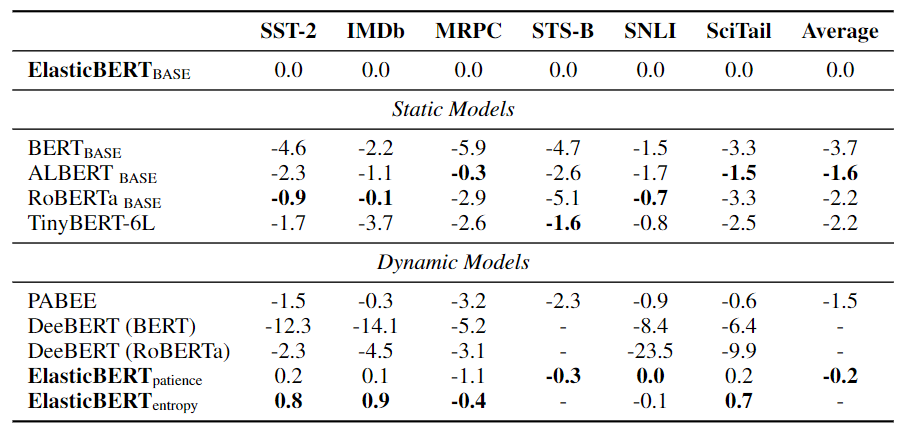 SST-2 IMDb MRPC STS-B SNLI SciTail Average
ElasticBERT BASE 0.0 0.0 0.0 0.0 0.0 0.0 0.0
Static Models
BERT BASE -4.6 -2.2 -5.9 -4.7 -1.5 -3.3 -3.7
ALBERT BASE -2.3 -1.1 -0.3 -2.6 -1.7 -1.5 -1.6
RoBERTa BASE -0.9 -0.1 -2.9 -5.1 -0.7 -3.3 -2.2
TinyBERT-6L -1.7 -3.7 -2.6 -1.6 -0.8 -2.5 -2.2
Dynamic Models
PABEE -1.5 -0.3 -3.2 -2.3 -0.9 -0.6 -1.5
DeeBERT (BERT) -12.3 -14.1 -5.2 - -8.4 -6.4 -
DeeBERT (RoBERTa) -2.3 -4.5 -3.1 - -23.5 -9.9 -
ElasticBERT patience 0.2 0.1 -1.1 -0.3 0.0 0.2 -0.2
ElasticBERT entropy 0.8 0.9 -0.4 - -0.1 0.7 -